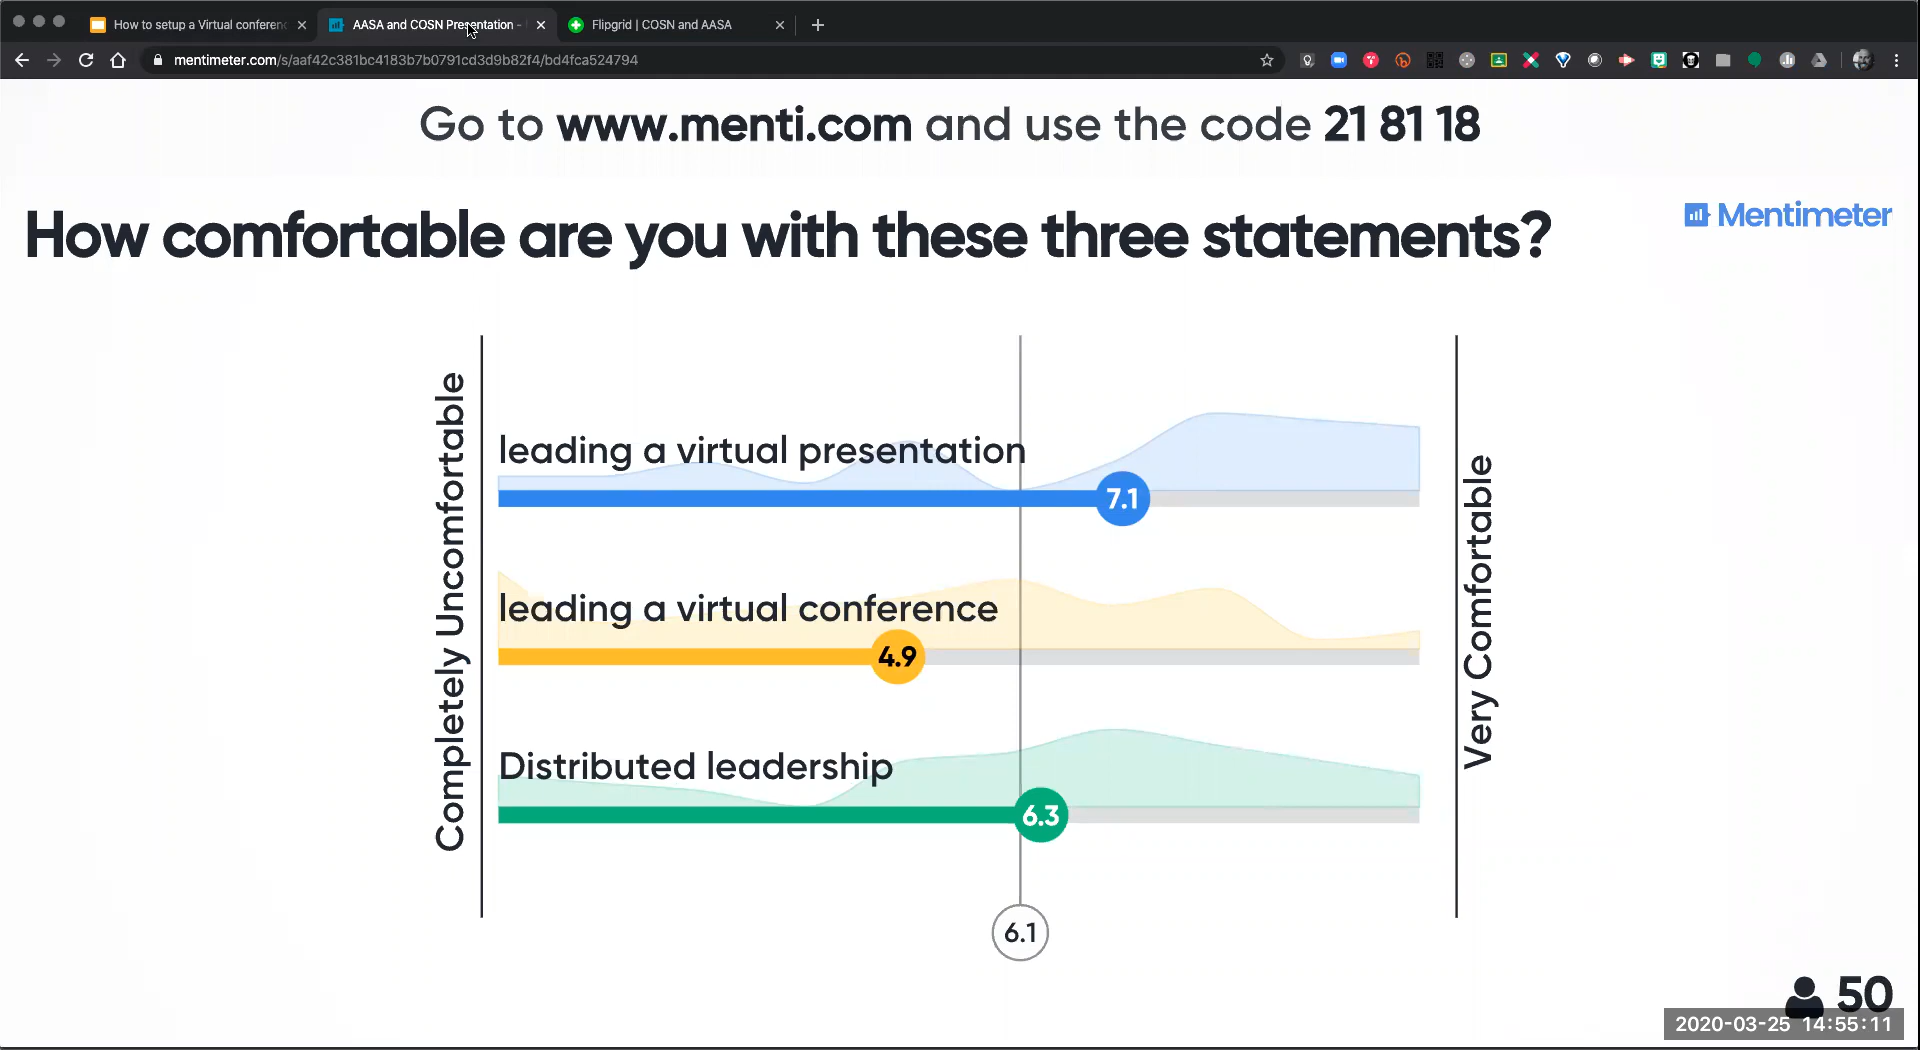 How to setup a Virtual conferen
AASA and COSN Presentation -
Flipgrid | COSN and AASA
mentimeter.com/s/aaf42c381bc4183b7b0791cd3d9b82f4/bd4fca524794
Go to www.menti.com and use the code 21 81 18
How comfortable are you with these three statements?
Mentimeter
Completely Uncomfortable
leading a virtual presentation
7.1
leading a virtual conference
4.9
Distributed leadership
6.3
Very Comfortable
6.1
50
2020-03-25 14:55:11